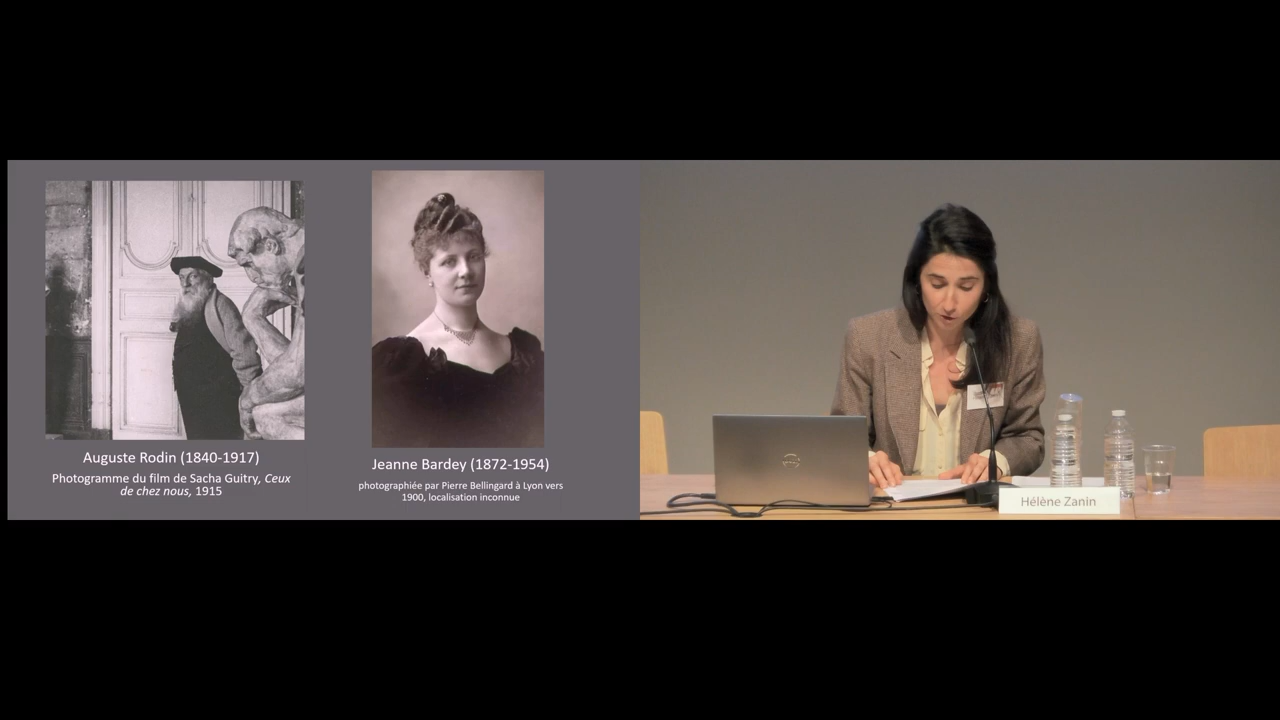 Auguste Rodin (1840-1917)
Photogramme du film de Sacha Guitry, Ceux
de chez nous, 1915
Jeanne Bardey (1872-1954)
photographiée par Pierre Bellingard à Lyon vers
1900, localisation inconnue
Hélène Zanin